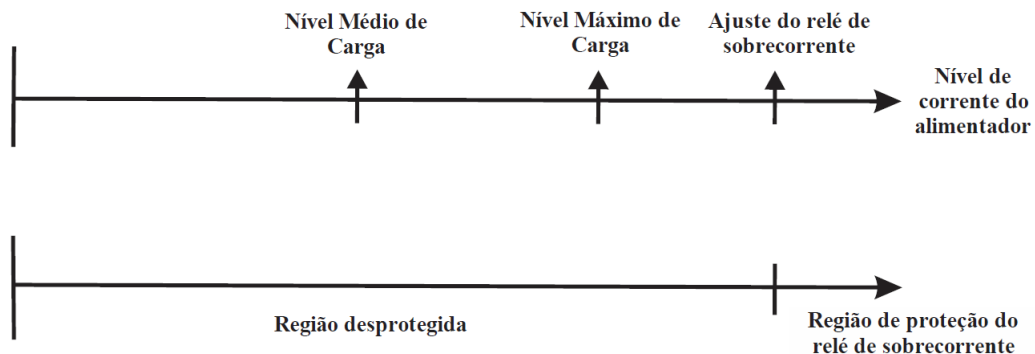 Nível Médio de
Carga
Nível Máximo de
Carga
Ajuste do relé de
sobrecorrente
Nível de
corrente do
alimentador
Região desprotegida
Região de proteção do
relé de sobrecorrente